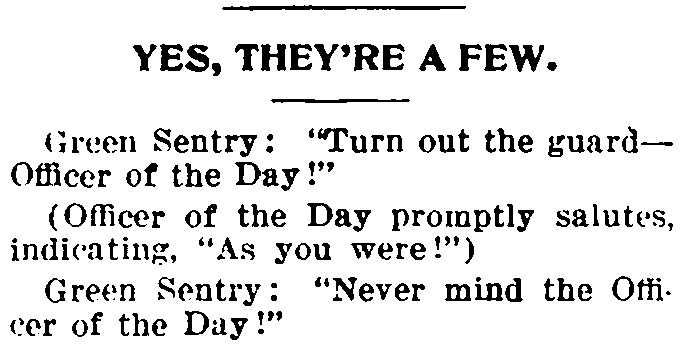 YES, THEY'RE A FEW.
Green Sentry: "Turn out the guard—
Officer of the Day!"
(Officer of the Day promptly salutes,
indicating, "As you were!")
Green Sentry: "Never mind the Offi-
cer of the Day!"